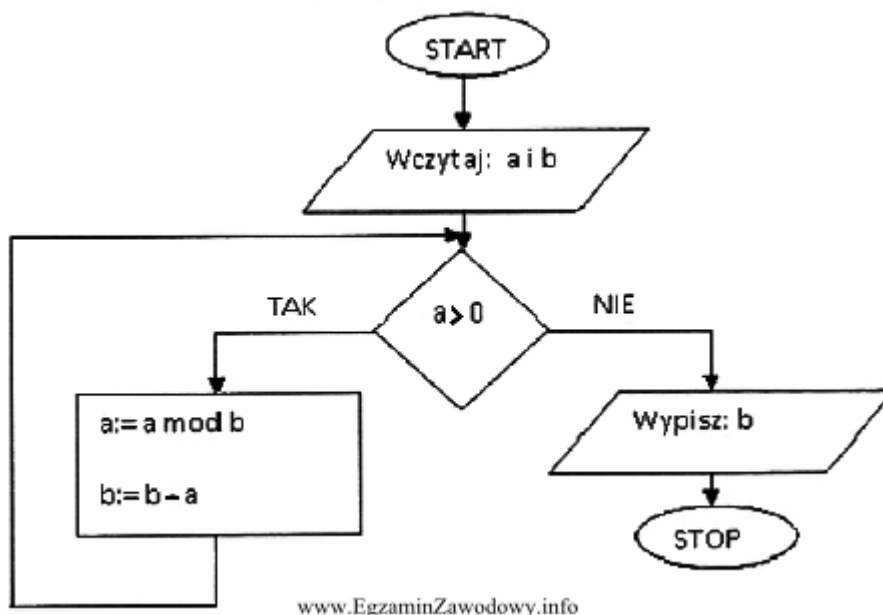 START
Wczytaj: a i b
a > 0
TAK
NIE
a:= a mod b
b:= b – a
Wypisz: b
STOP
www.EgzaminZawodowy.info